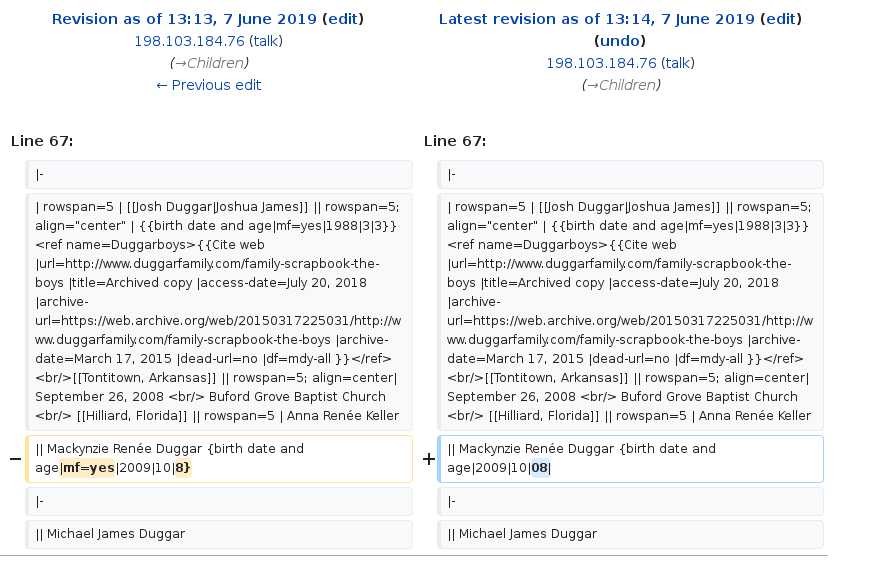 Revision as of 13:13, 7 June 2019 (edit)
198.103.184.76 (talk)
(→Children)
← Previous edit
Latest revision as of 13:14, 7 June 2019 (edit)
(undo)
198.103.184.76 (talk)
(→Children)
Line 67:
Line 67:
|-
|-
| rowspan=5 | [[Josh Duggar|Joshua James]] || rowspan=5;
align="center" | {{birth date and age|mf=yes|1988|3|3}}
<ref name=Duggarboys>{{Cite web
|url=http://www.duggarfamily.com/family-scrapbook-the-
boys |title=Archived copy |access-date=July 20, 2018
|archive-
url=https://web.archive.org/web/20150317225031/http://w
ww.duggarfamily.com/family-scrapbook-the-boys |archive-
date=March 17, 2015 |dead-url=no |df=mdy-all }}</ref>
<br/>[[Tontitown, Arkansas]] || rowspan=5; align=center|
September 26, 2008 <br/> Buford Grove Baptist Church
<br/> [[Hilliard, Florida]] || rowspan=5 | Anna Renée Keller
| rowspan=5 | [[Josh Duggar|Joshua James]] || rowspan=5;
align="center" | {{birth date and age|mf=yes|1988|3|3}}
<ref name=Duggarboys>{{Cite web
|url=http://www.duggarfamily.com/family-scrapbook-the-
boys |title=Archived copy |access-date=July 20, 2018
|archive-
url=https://web.archive.org/web/20150317225031/http://w
ww.duggarfamily.com/family-scrapbook-the-boys |archive-
date=March 17, 2015 |dead-url=no |df=mdy-all }}</ref>
<br/>[[Tontitown, Arkansas]] || rowspan=5; align=center|
September 26, 2008 <br/> Buford Grove Baptist Church
<br/> [[Hilliard, Florida]] || rowspan=5 | Anna Renée Keller
− || Mackynzie Renée Duggar {birth date and
age|mf=yes|2009|10|8}
+ || Mackynzie Renée Duggar {birth date and
age|2009|10|08|
|-
|-
|| Michael James Duggar
|| Michael James Duggar